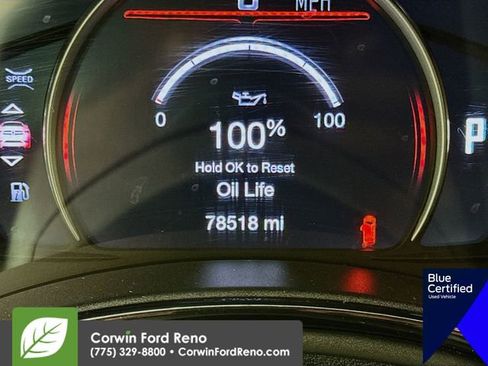 0 MPH
SPEED
0 100
100%
Hold OK to Reset
Oil Life
78518 mi
P
Blue
Certified
Used Vehicle
Corwin Ford Reno
(775) 329-8800 • CorwinFordReno.com